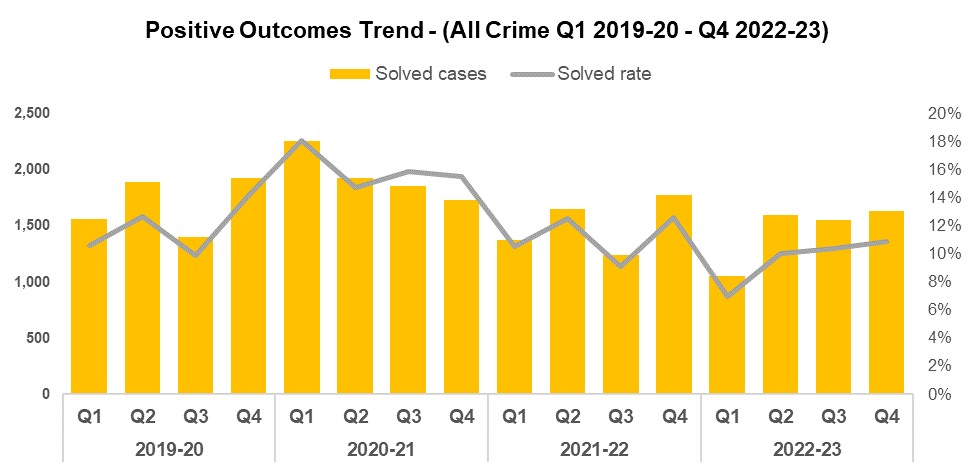 Positive Outcomes Trend - (All Crime Q1 2019-20 - Q4 2022-23)
Solved cases Solved rate
2,500 20%
18%
2,000 16%
14%
1,500 12%
10%
1,000 8%
6%
500 4%
2%
0 0%
Q1 Q2 Q3 Q4 Q1 Q2 Q3 Q4 Q1 Q2 Q3 Q4 Q1 Q2 Q3 Q4
2019-20 2020-21 2021-22 2022-23